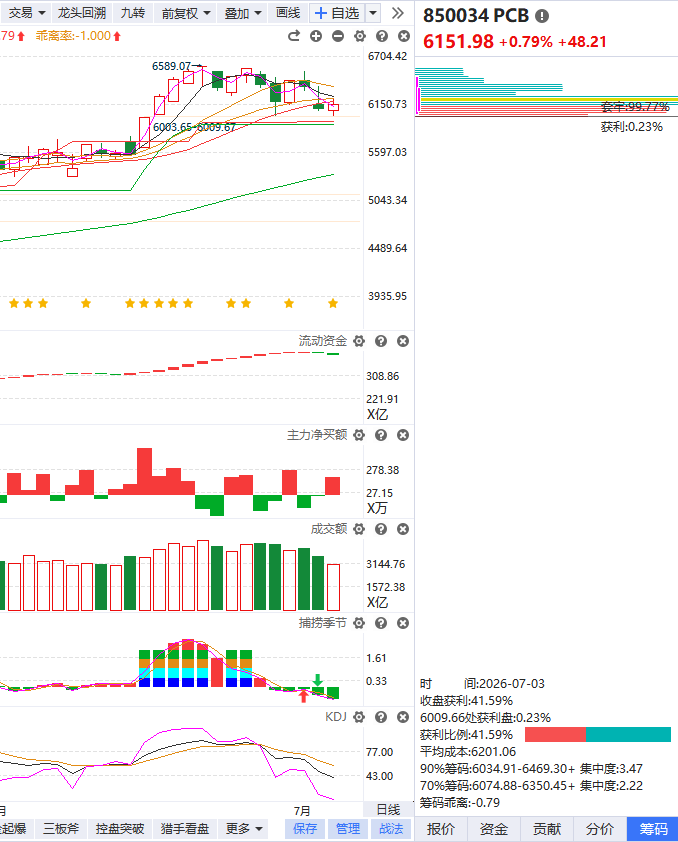 交易 龙头回溯 九转 前复权 叠加 画线 +自选
79 乖离率:-1.000
6589.07
6003.65-6009.67
6704.42
6150.73
5597.03
5043.34
4489.64
3935.95
流动资金
308.86
221.91
X亿
主力净买额
278.38
27.15
X万
成交额
3144.76
1572.38
X亿
捕捞季节
1.61
0.33
KDJ
77.00
43.00
月 7月 日线
起爆 三板斧 控盘突破 猎手看盘 更多 保存 管理 战法
850034 PCB
6151.98 +0.79% +48.21
套牢:99.77%
获利:0.23%
时 间:2026-07-03
收盘获利:41.59%
6009.66处获利盘:0.23%
获利比例:41.59%
平均成本:6201.06
90%筹码:6034.91-6469.30+ 集中度:3.47
70%筹码:6074.88-6350.45+ 集中度:2.22
筹码乖离:-0.79
报价 资金 贡献 分价 筹码